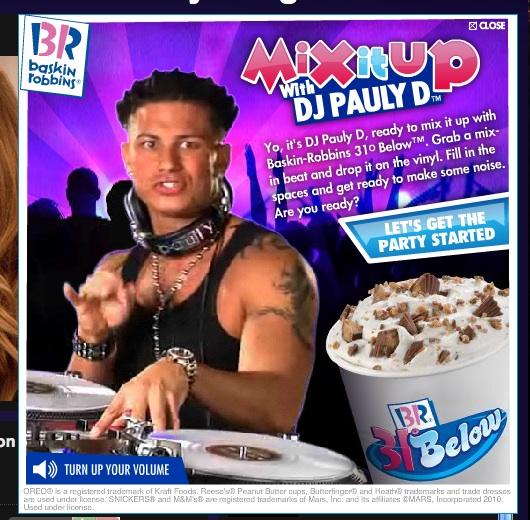 BR
baskin
robbins®
CLOSE
Mix it up
With
DJ PAULY D™
Yo, it's DJ Pauly D, ready to mix it up with
Baskin-Robbins 31° Below™. Grab a mix-
in beat and drop it on the vinyl. Fill in the
spaces and get ready to make some noise.
Are you ready?
LET'S GET THE
PARTY STARTED
BR
31° Below
TURN UP YOUR VOLUME
on
OREO® is a registered trademark of Kraft Foods. Reese's® Peanut Butter cups, Butterfinger® and Heath® trademarks and trade dresses
are used under license. SNICKERS® and M&M's® are registered trademarks of Mars, Inc. and its affiliates ©MARS, Incorporated 2010.
Used under license.